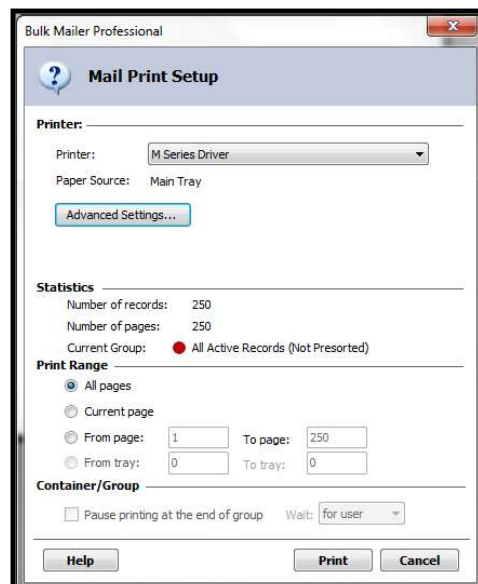 Bulk Mailer Professional
Mail Print Setup
Printer:
Printer: M Series Driver
Paper Source: Main Tray
Advanced Settings...
Statistics
Number of records: 250
Number of pages: 250
Current Group: All Active Records (Not Presorted)
Print Range
All pages
Current page
From page: 1 To page: 250
From tray: 0 To tray: 0
Container/Group
Pause printing at the end of group Wait: for user
Help Print Cancel